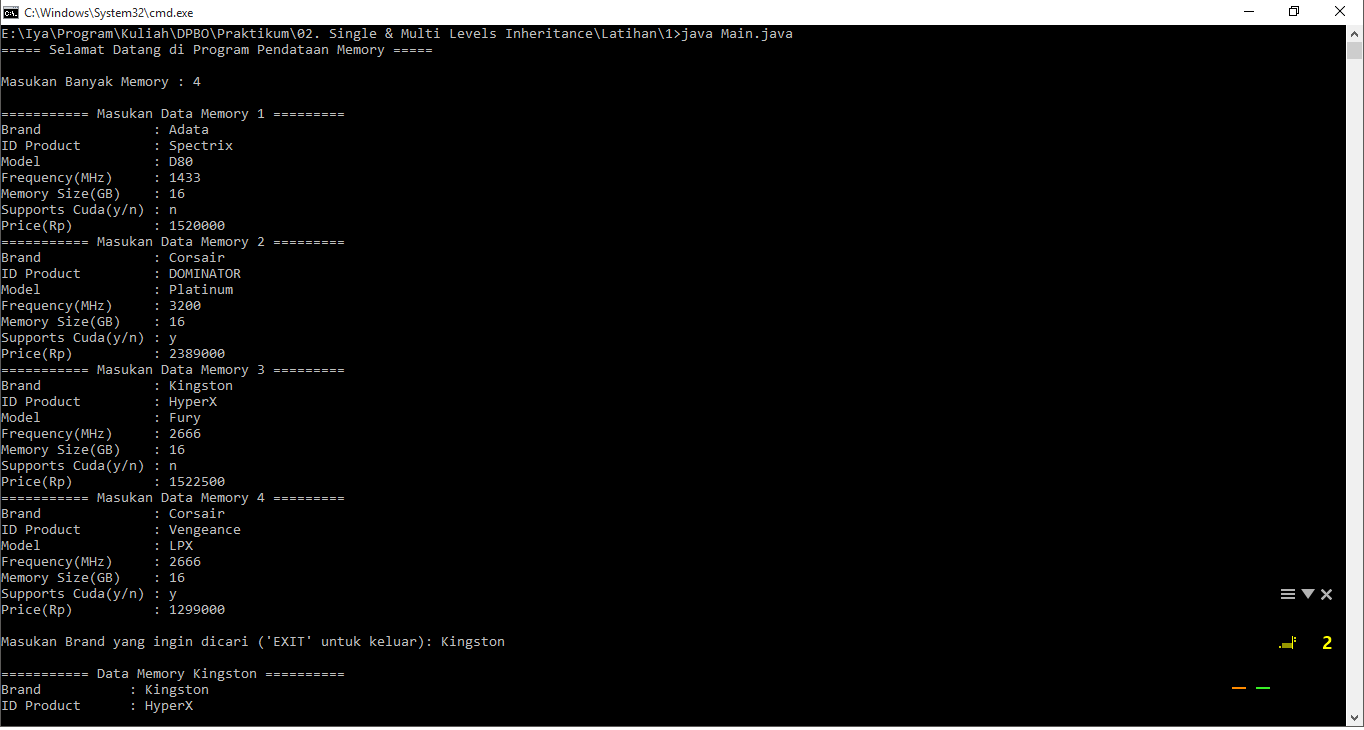 C:\Windows\System32\cmd.exe
E:\Iya\Program\Kuliah\DPBO\Praktikum\02. Single & Multi Levels Inheritance\Latihan\1>java Main.java
===== Selamat Datang di Program Pendataan Memory =====
Masukan Banyak Memory : 4
=========== Masukan Data Memory 1 =========
Brand : Adata
ID Product : Spectrix
Model : D80
Frequency(MHz) : 1433
Memory Size(GB) : 16
Supports Cuda(y/n) : n
Price(Rp) : 1520000
=========== Masukan Data Memory 2 =========
Brand : Corsair
ID Product : DOMINATOR
Model : Platinum
Frequency(MHz) : 3200
Memory Size(GB) : 16
Supports Cuda(y/n) : y
Price(Rp) : 2389000
=========== Masukan Data Memory 3 =========
Brand : Kingston
ID Product : HyperX
Model : Fury
Frequency(MHz) : 2666
Memory Size(GB) : 16
Supports Cuda(y/n) : n
Price(Rp) : 1522500
=========== Masukan Data Memory 4 =========
Brand : Corsair
ID Product : Vengeance
Model : LPX
Frequency(MHz) : 2666
Memory Size(GB) : 16
Supports Cuda(y/n) : y
Price(Rp) : 1299000
Masukan Brand yang ingin dicari ('EXIT' untuk keluar): Kingston
2
=========== Data Memory Kingston ==========
Brand : Kingston
ID Product : HyperX